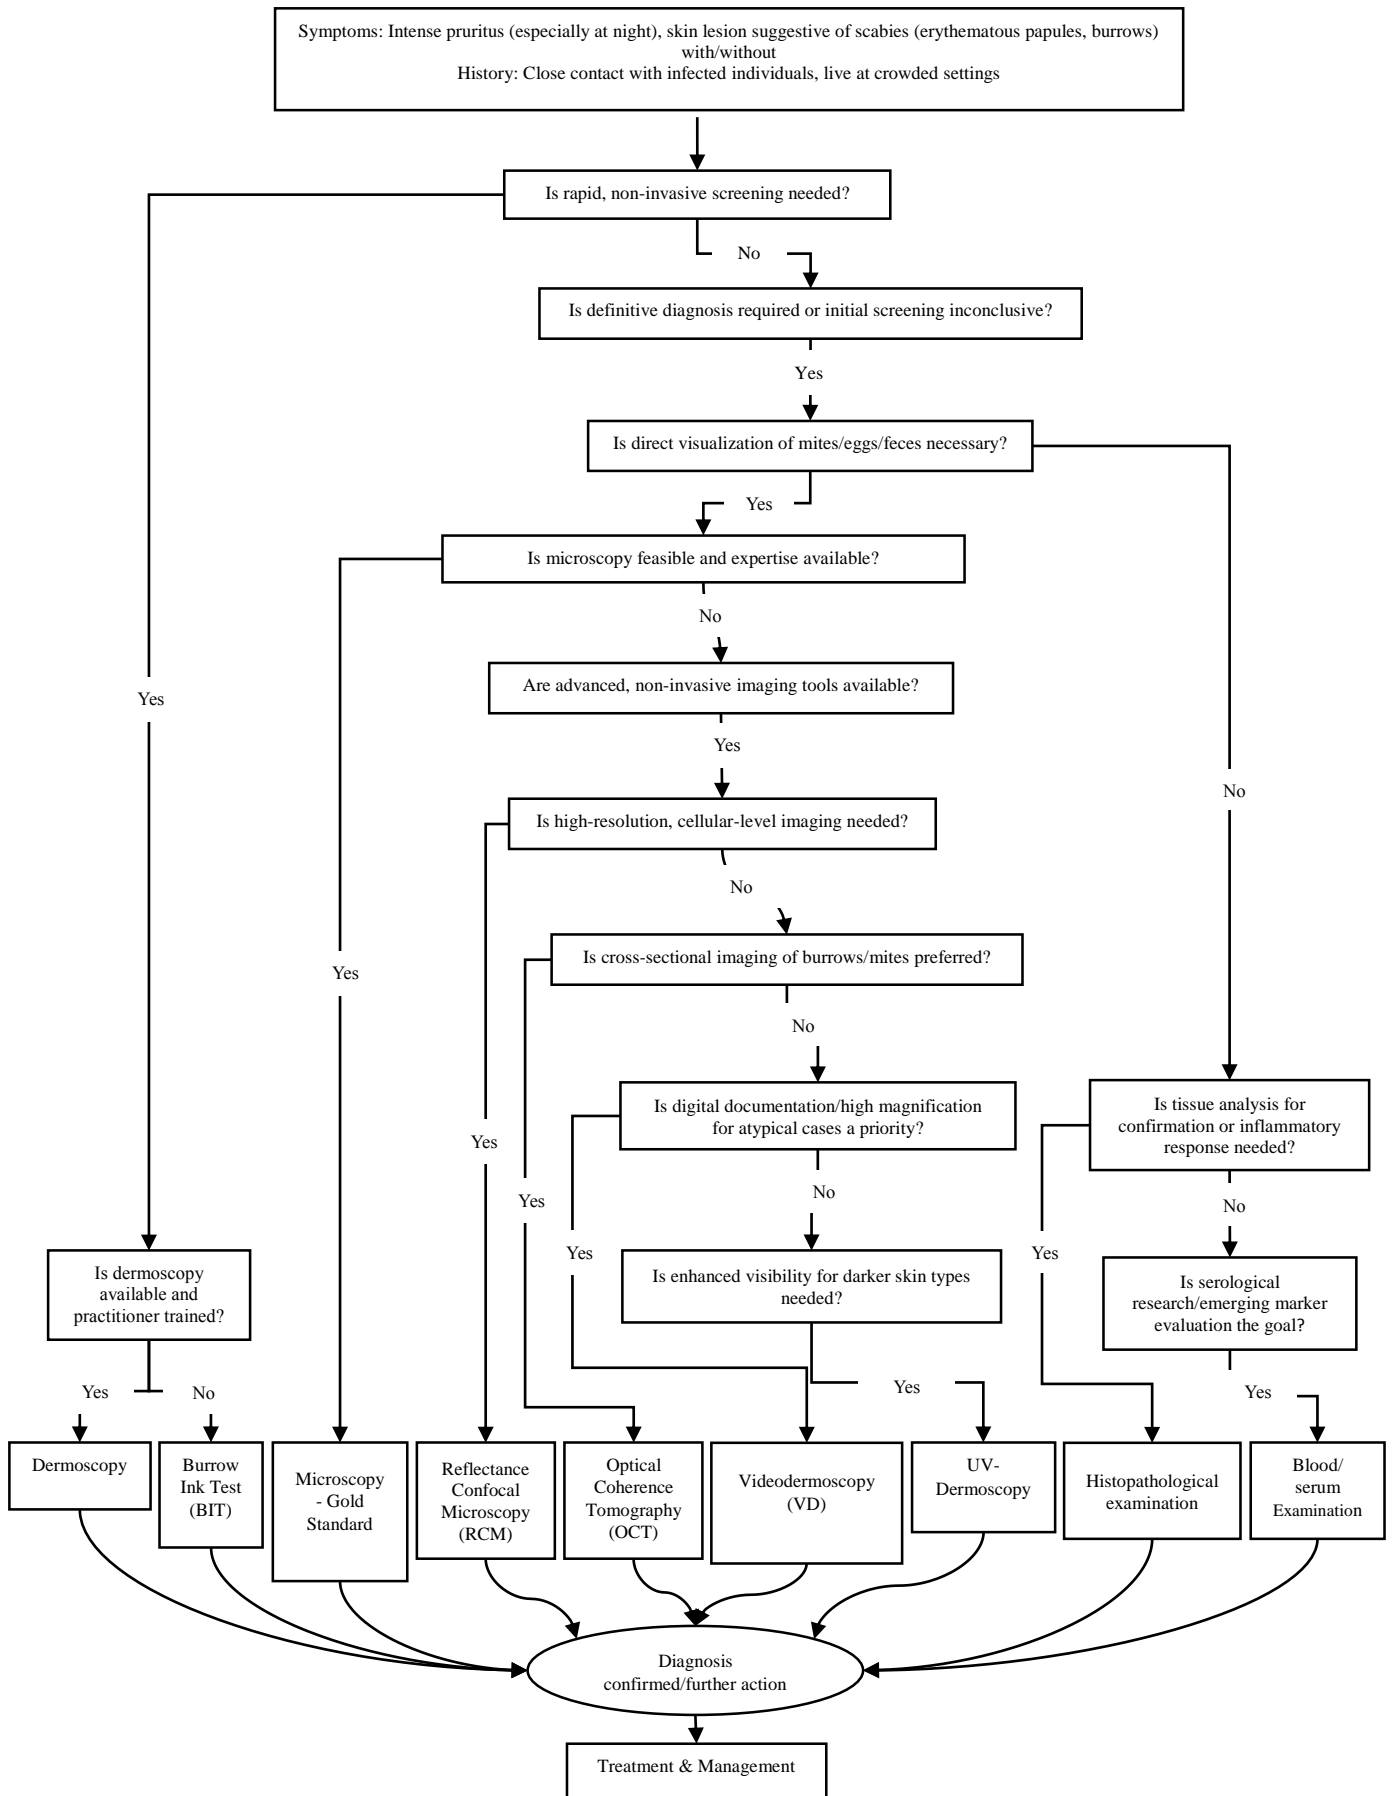 Symptoms: Intense pruritus (especially at night), skin lesion suggestive of scabies (erythematous papules, burrows)
with/without
History: Close contact with infected individuals, live at crowded settings
Is rapid, non-invasive screening needed?
No
Is definitive diagnosis required or initial screening inconclusive?
Yes
Is direct visualization of mites/eggs/feces necessary?
Yes
Is microscopy feasible and expertise available?
No
Are advanced, non-invasive imaging tools available?
Yes
Yes
No
Is high-resolution, cellular-level imaging needed?
No
Is cross-sectional imaging of burrows/mites preferred?
Yes
No
Is digital documentation/high magnification
for atypical cases a priority?
Is tissue analysis for
confirmation or inflammatory
response needed?
Yes
Yes
No
No
Yes
Yes
Is dermoscopy
available and
practitioner trained?
Is enhanced visibility for darker skin types
needed?
Is serological
research/emerging marker
evaluation the goal?
Yes
No
Yes
Yes
Dermoscopy
Burrow
Ink Test
(BIT)
Microscopy
- Gold
Standard
Reflectance
Confocal
Microscopy
(RCM)
Optical
Coherence
Tomography
(OCT)
Videodermoscopy
(VD)
UV-
Dermoscopy
Histopathological
examination
Blood/
serum
Examination
Diagnosis
confirmed/further action
Treatment & Management